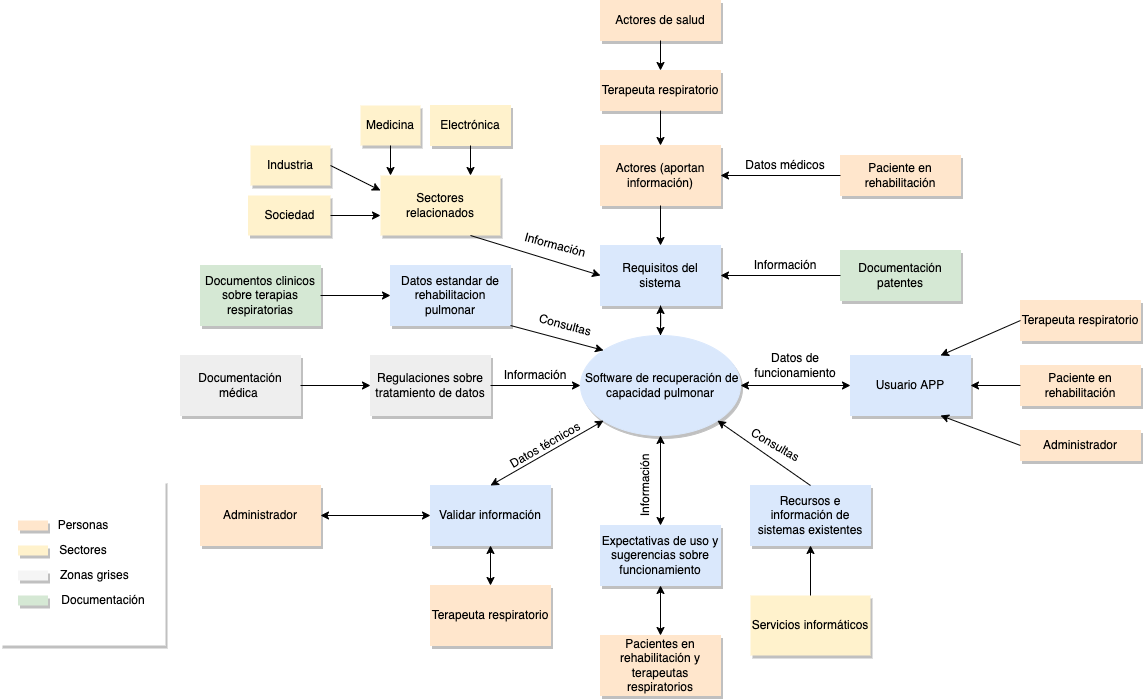 Actores de salud
Terapeuta respiratorio
Medicina
Electrónica
Industria
Sociedad
Sectores
relacionados
Actores (aportan
información)
Datos médicos
Paciente en
rehabilitación
Información
Requisitos del
sistema
Información
Documentación
patentes
Documentos clinicos
sobre terapias
respiratorias
Datos estandar de
rehabilitacion
pulmonar
Consultas
Documentación
médica
Regulaciones sobre
tratamiento de datos
Información
Software de recuperación de
capacidad pulmonar
Datos de
funcionamiento
Usuario APP
Terapeuta respiratorio
Paciente en
rehabilitación
Administrador
Datos técnicos
Información
Consultas
Administrador
Validar información
Terapeuta respiratorio
Expectativas de uso y
sugerencias sobre
funcionamiento
Pacientes en
rehabilitación y
terapeutas
respiratorios
Recursos e
información de
sistemas existentes
Servicios informáticos
Personas
Sectores
Zonas grises
Documentación